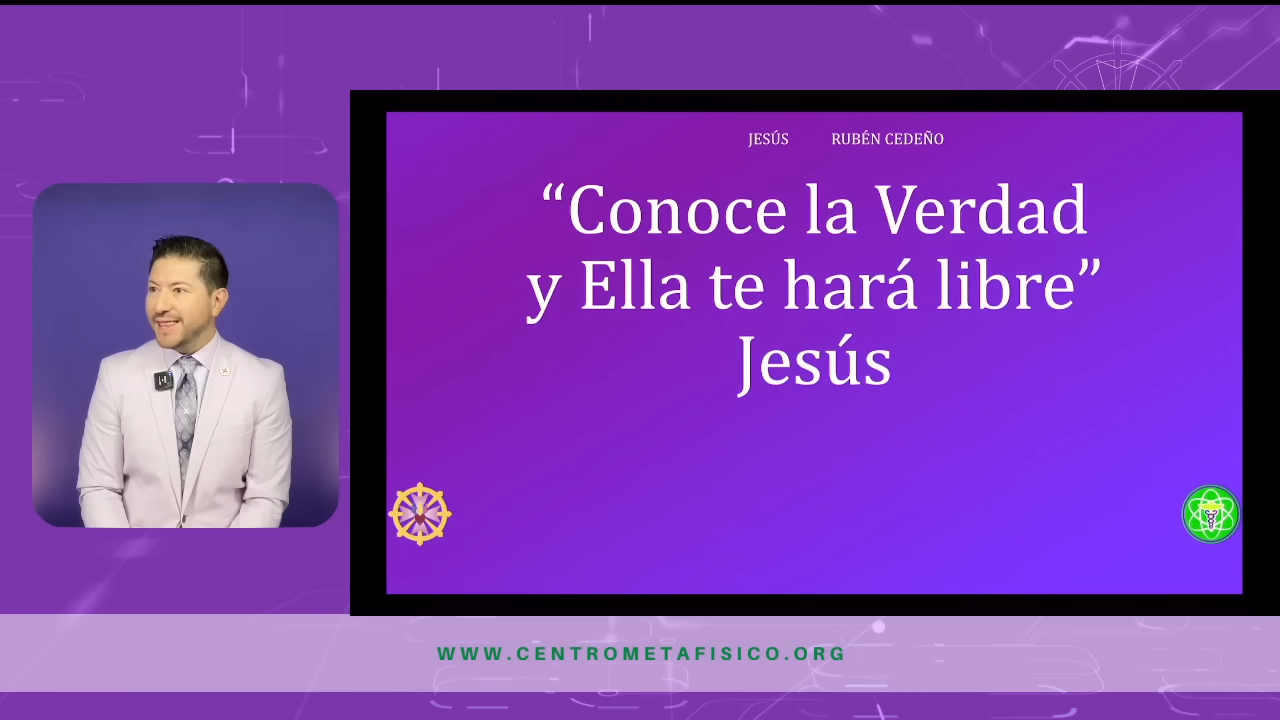 JESÚS RUBÉN CEDEÑO
“Conoce la Verdad
y Ella te hará libre”
Jesús
WWW.CENTROMETAFISICO.ORG